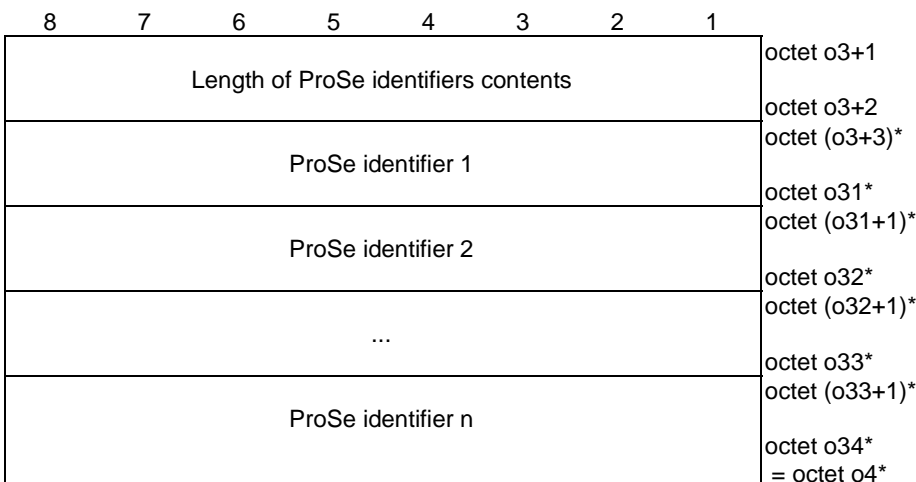 8 7 6 5 4 3 2 1
octet o3+1
Length of ProSe identifiers contents
octet o3+2
octet (o3+3)*
ProSe identifier 1
octet o31*
octet (o31+1)*
ProSe identifier 2
octet o32*
octet (o32+1)*
...
octet o33*
octet (o33+1)*
ProSe identifier n
octet o34*
= octet o4*